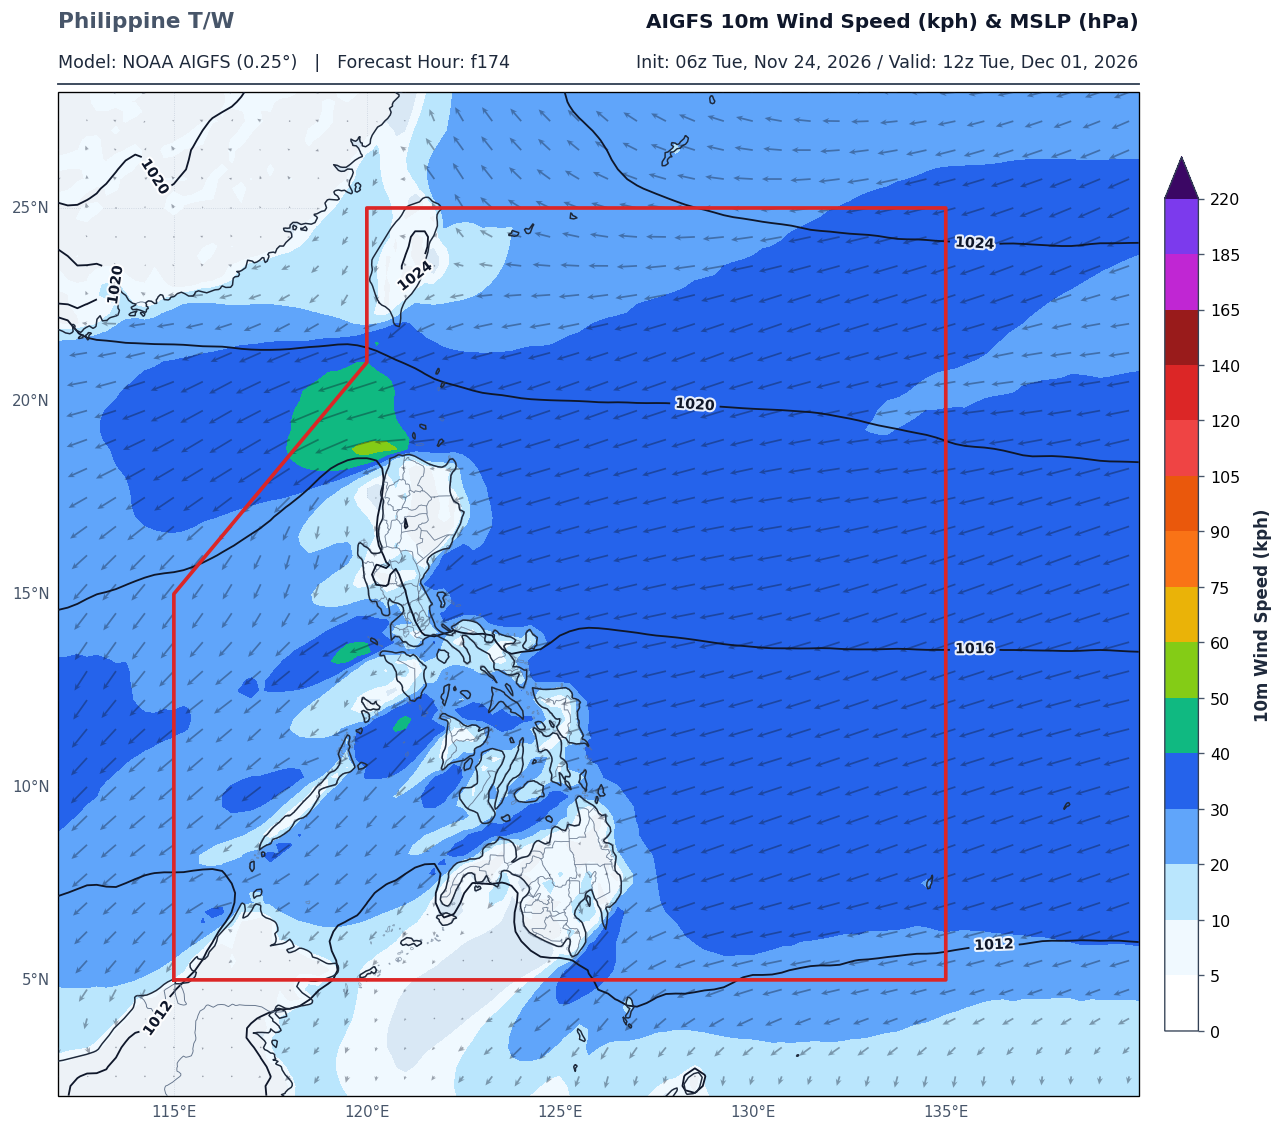 Philippine T/W
AIGFS 10m Wind Speed (kph) & MSLP (hPa)
Model: NOAA AIGFS (0.25°)   |   Forecast Hour: f174
Init: 06z Tue, Nov 24, 2026 / Valid: 12z Tue, Dec 01, 2026
25°N
20°N
15°N
10°N
5°N
115°E
120°E
125°E
130°E
135°E
1020
1020
1024
1024
1020
1016
1012
1012
220
185
165
140
120
105
90
75
60
50
40
30
20
10
5
0
10m Wind Speed (kph)